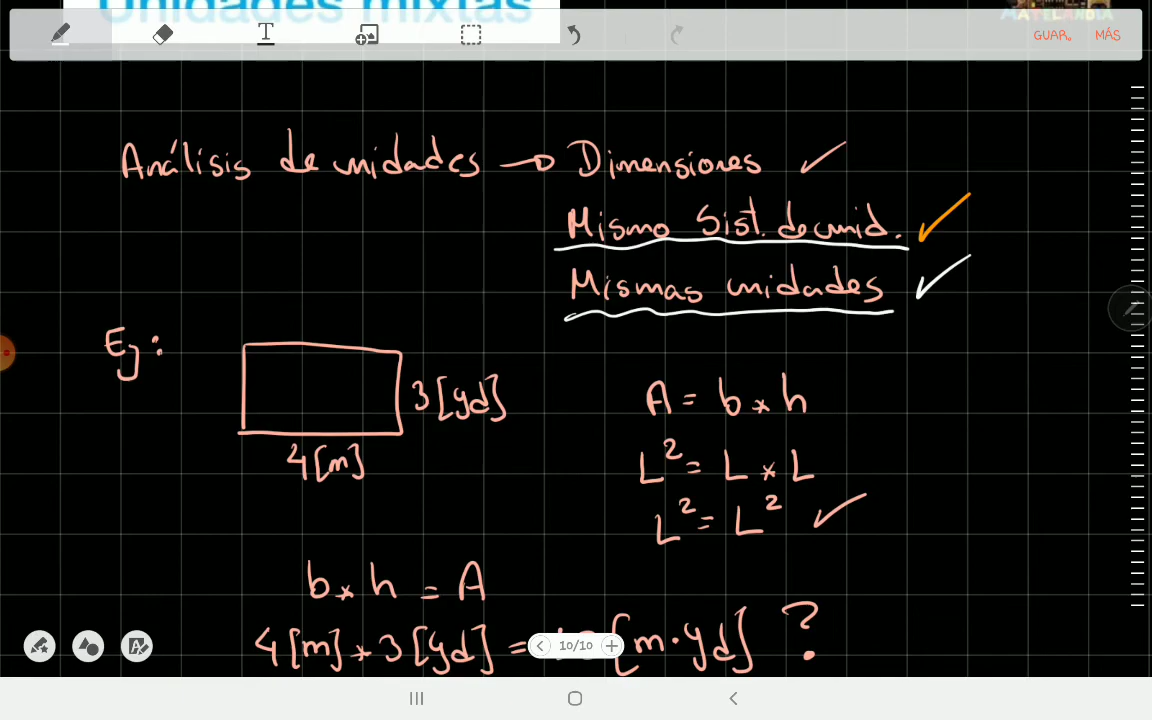 Unidades mixtas
MATELANDIA
T
GUAR.
MÁS
Análisis de unidades → Dimensiones ✓
Mismo Sist. de unid. ✓
Mismas unidades ✓
Ej:
3[yd]
4[m]
A = b * h
L² = L * L
L² = L² ✓
b * h = A
4[m] * 3[yd] = [m·yd] ?
10/10